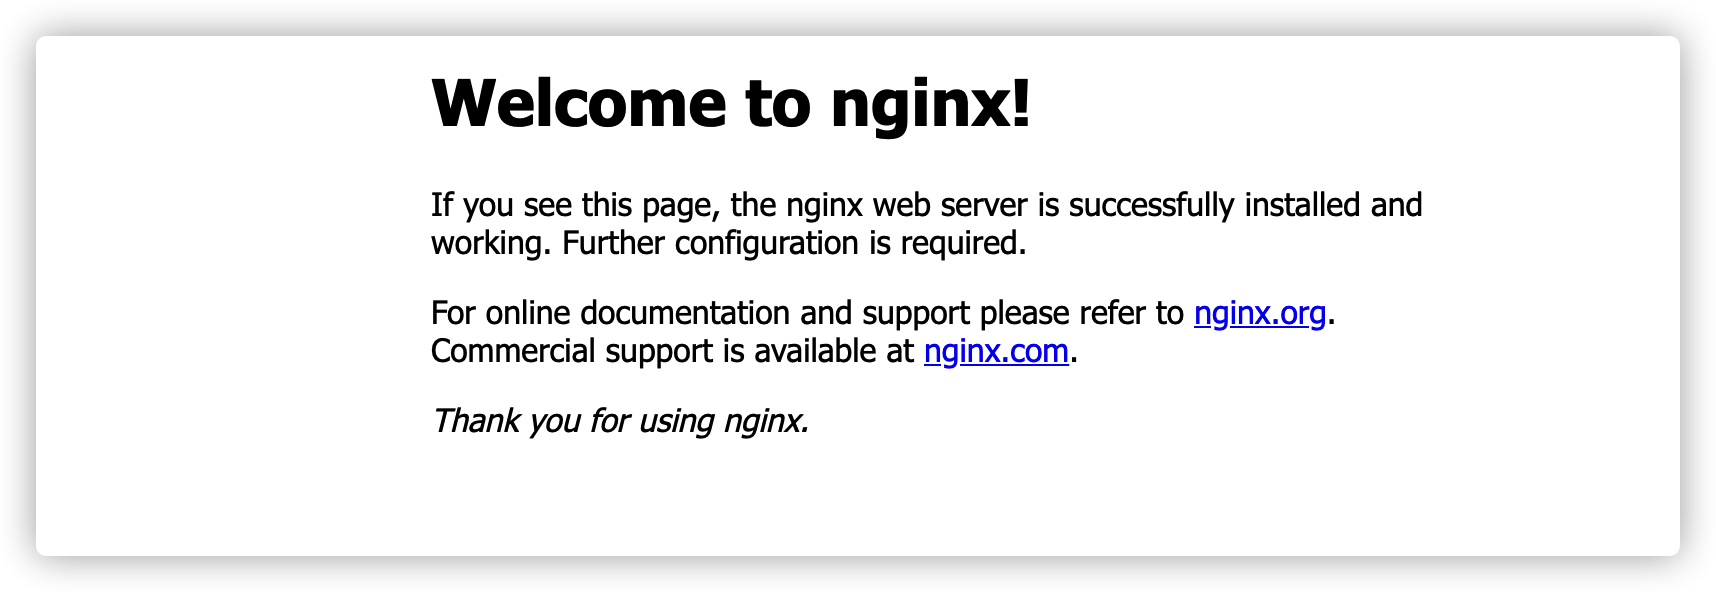 Welcome to nginx!
If you see this page, the nginx web server is successfully installed and
working. Further configuration is required.
For online documentation and support please refer to nginx.org.
Commercial support is available at nginx.com.
Thank you for using nginx.